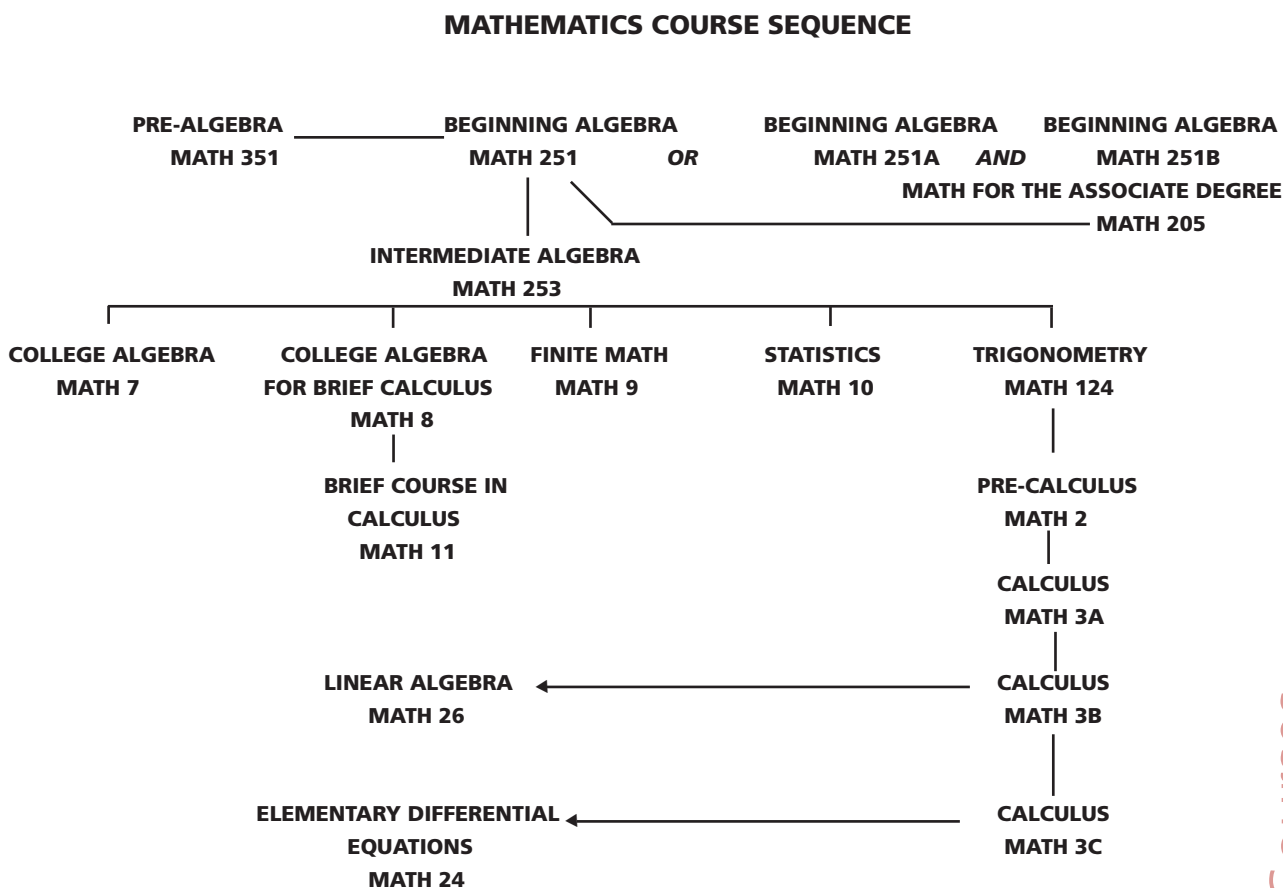 MATHEMATICS COURSE SEQUENCE
PRE-ALGEBRA
MATH 351
BEGINNING ALGEBRA
MATH 251
OR
BEGINNING ALGEBRA
MATH 251A
AND
BEGINNING ALGEBRA
MATH 251B
MATH FOR THE ASSOCIATE DEGREE
MATH 205
INTERMEDIATE ALGEBRA
MATH 253
COLLEGE ALGEBRA
MATH 7
COLLEGE ALGEBRA
FOR BRIEF CALCULUS
MATH 8
FINITE MATH
MATH 9
STATISTICS
MATH 10
TRIGONOMETRY
MATH 124
BRIEF COURSE IN
CALCULUS
MATH 11
PRE-CALCULUS
MATH 2
CALCULUS
MATH 3A
LINEAR ALGEBRA
MATH 26
CALCULUS
MATH 3B
ELEMENTARY DIFFERENTIAL
EQUATIONS
MATH 24
CALCULUS
MATH 3C